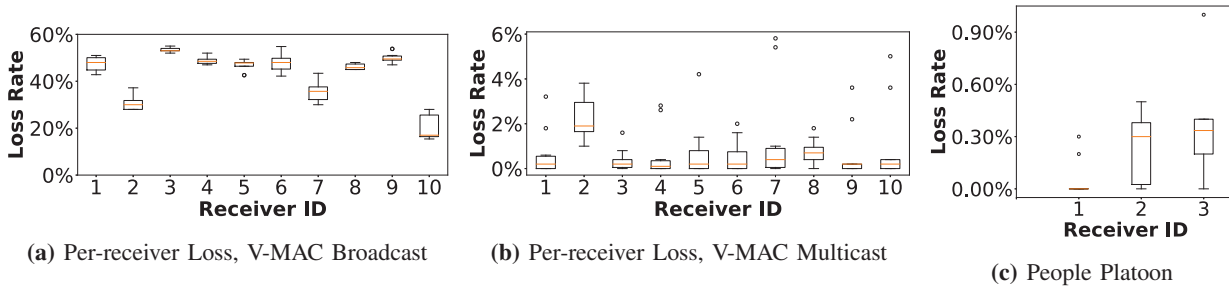 60%
40%
20%
0%
Loss Rate
1 2 3 4 5 6 7 8 9 10
Receiver ID
(a) Per-receiver Loss, V-MAC Broadcast
6%
4%
2%
0%
Loss Rate
1 2 3 4 5 6 7 8 9 10
Receiver ID
(b) Per-receiver Loss, V-MAC Multicast
0.90%
0.60%
0.30%
0.00%
Loss Rate
1 2 3
Receiver ID
(c) People Platoon